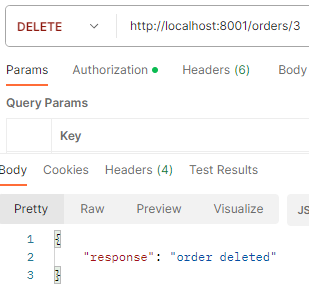 DELETE http://localhost:8001/orders/3
Params Authorization Headers (6) Body
Query Params
Key
Body Cookies Headers (4) Test Results
Pretty Raw Preview Visualize JS
1 {
2 "response": "order deleted"
3 }